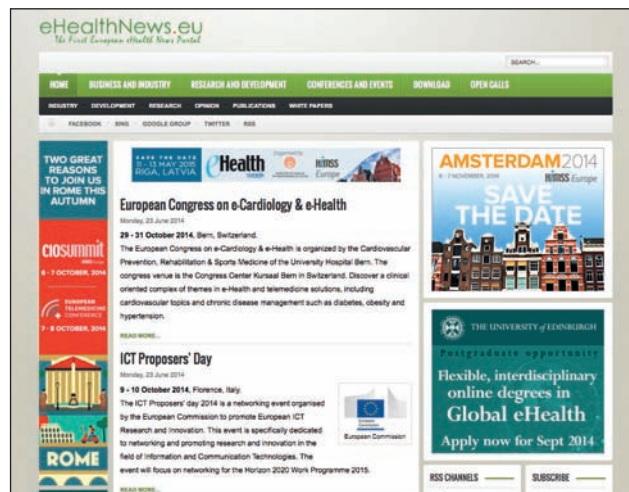 eHealthNews.eu
The First European eHealth News Portal
SEARCH...
HOME BUSINESS AND INDUSTRY RESEARCH AND DEVELOPMENT CONFERENCES AND EVENTS DOWNLOAD OPEN CALLS
INDUSTRY DEVELOPMENT RESEARCH OPINION PUBLICATIONS WHITE PAPERS
FACEBOOK XING GOOGLE GROUP TWITTER RSS
TWO GREAT
REASONS
TO JOIN US
IN ROME THIS
AUTUMN
CIOsummit
6 - 7 OCTOBER, 2014
EUROPEAN
TELEMEDICINE
CONFERENCE
7 - 8 OCTOBER, 2014
ROME
SAVE THE DATE
11 - 13 MAY 2015
RIGA, LATVIA
eHealth
HIMSS
Europe
European Congress on e-Cardiology & e-Health
Monday, 23 June 2014
29 - 31 October 2014, Bern, Switzerland.
The European Congress on e-Cardiology & e-Health is organized by the Cardiovascular
Prevention, Rehabilitation & Sports Medicine of the University Hospital Bern. The
congress venue is the Congress Center Kursaal Bern in Switzerland. Discover a clinical
oriented complex of themes in e-Health and telemedicine solutions, including
cardiovascular topics and chronic disease management such as diabetes, obesity and
hypertension.
READ MORE...
ICT Proposers' Day
Monday, 23 June 2014
9 - 10 October 2014, Florence, Italy.
The ICT Proposers' day 2014 is a networking event organised
by the European Commission to promote European ICT
Research and Innovation. This event is specifically dedicated
to networking and promoting research and innovation in the
field of Information and Communication Technologies. The
event will focus on networking for the Horizon 2020 Work Programme 2015.
READ MORE...
European Commission
AMSTERDAM2014
6 - 7 NOVEMBER, 2014
HIMSS Europe
SAVE
THE DATE
THE UNIVERSITY of EDINBURGH
Postgraduate opportunity
Flexible, interdisciplinary
online degrees in
Global eHealth
Apply now for Sept 2014
RSS CHANNELS
SUBSCRIBE